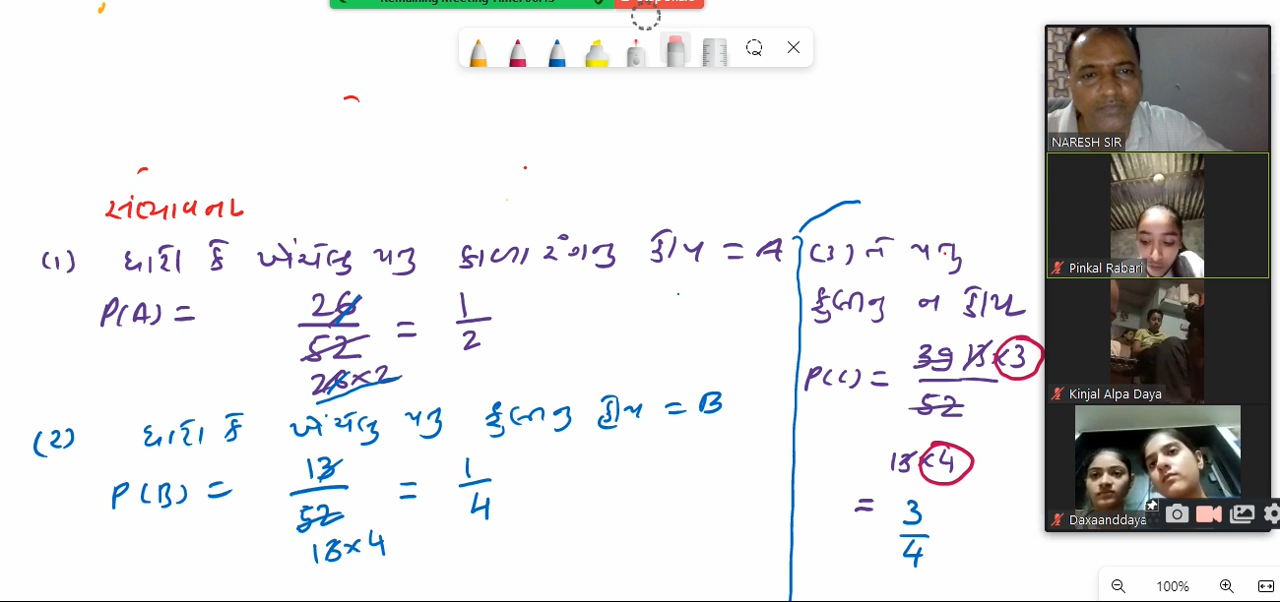 NARESH SIR
Pinkal Rabari
Kinjal Alpa Daya
Daxaanddaya
સંભાવના
(1) ધારો કે ખેંચેલુ પત્તુ કાળા રંગનુ હોય = A
P(A) = 26/52 = 1/2
26×2
(2) ધારો કે ખેંચેલુ પત્તુ ફુલ્લીનુ હોય = B
P(B) = 13/52 = 1/4
13×4
(3) તે પત્તુ
ફુલ્લીનુ ન હોય
P(C) = 39 13×3/52
13×4
= 3/4
100%